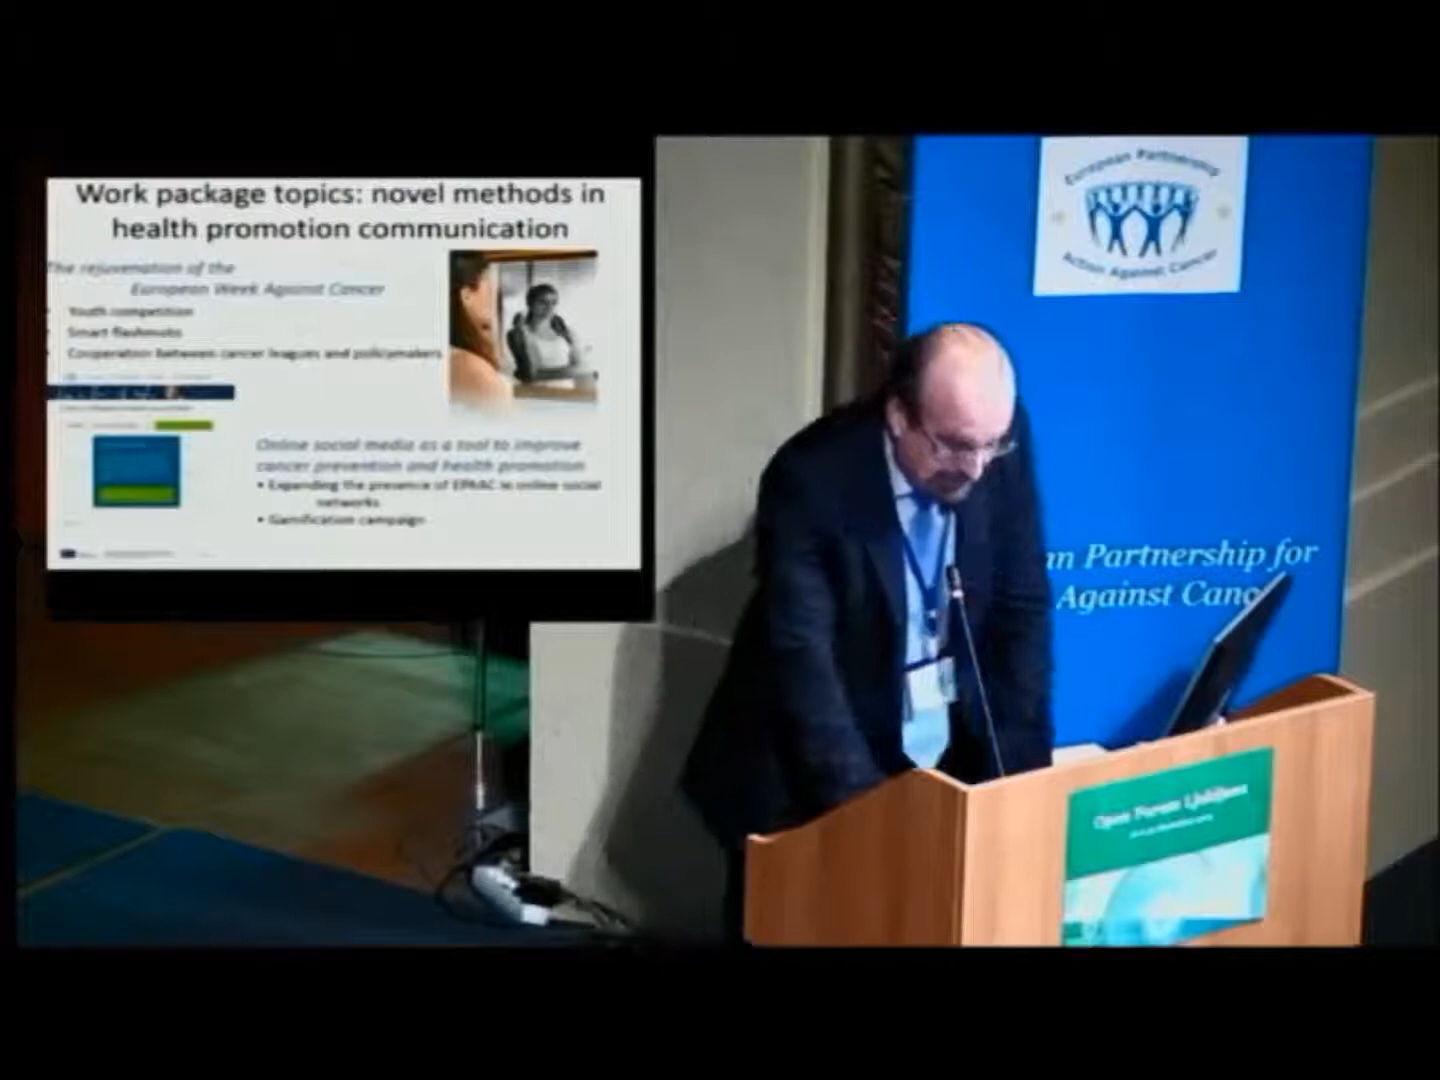 Work package topics: novel methods in
health promotion communication
The rejuvenation of the
European Week Against Cancer
Youth competition
Smart flashmobs
Cooperation between cancer leagues and policymakers
Online social media as a tool to improve
cancer prevention and health promotion
• Expanding the presence of EPAAC in online social
networks
• Gamification campaign
European Partnership
Action Against Cancer
an Partnership for
Against Canc
Open Forum Ljubljana